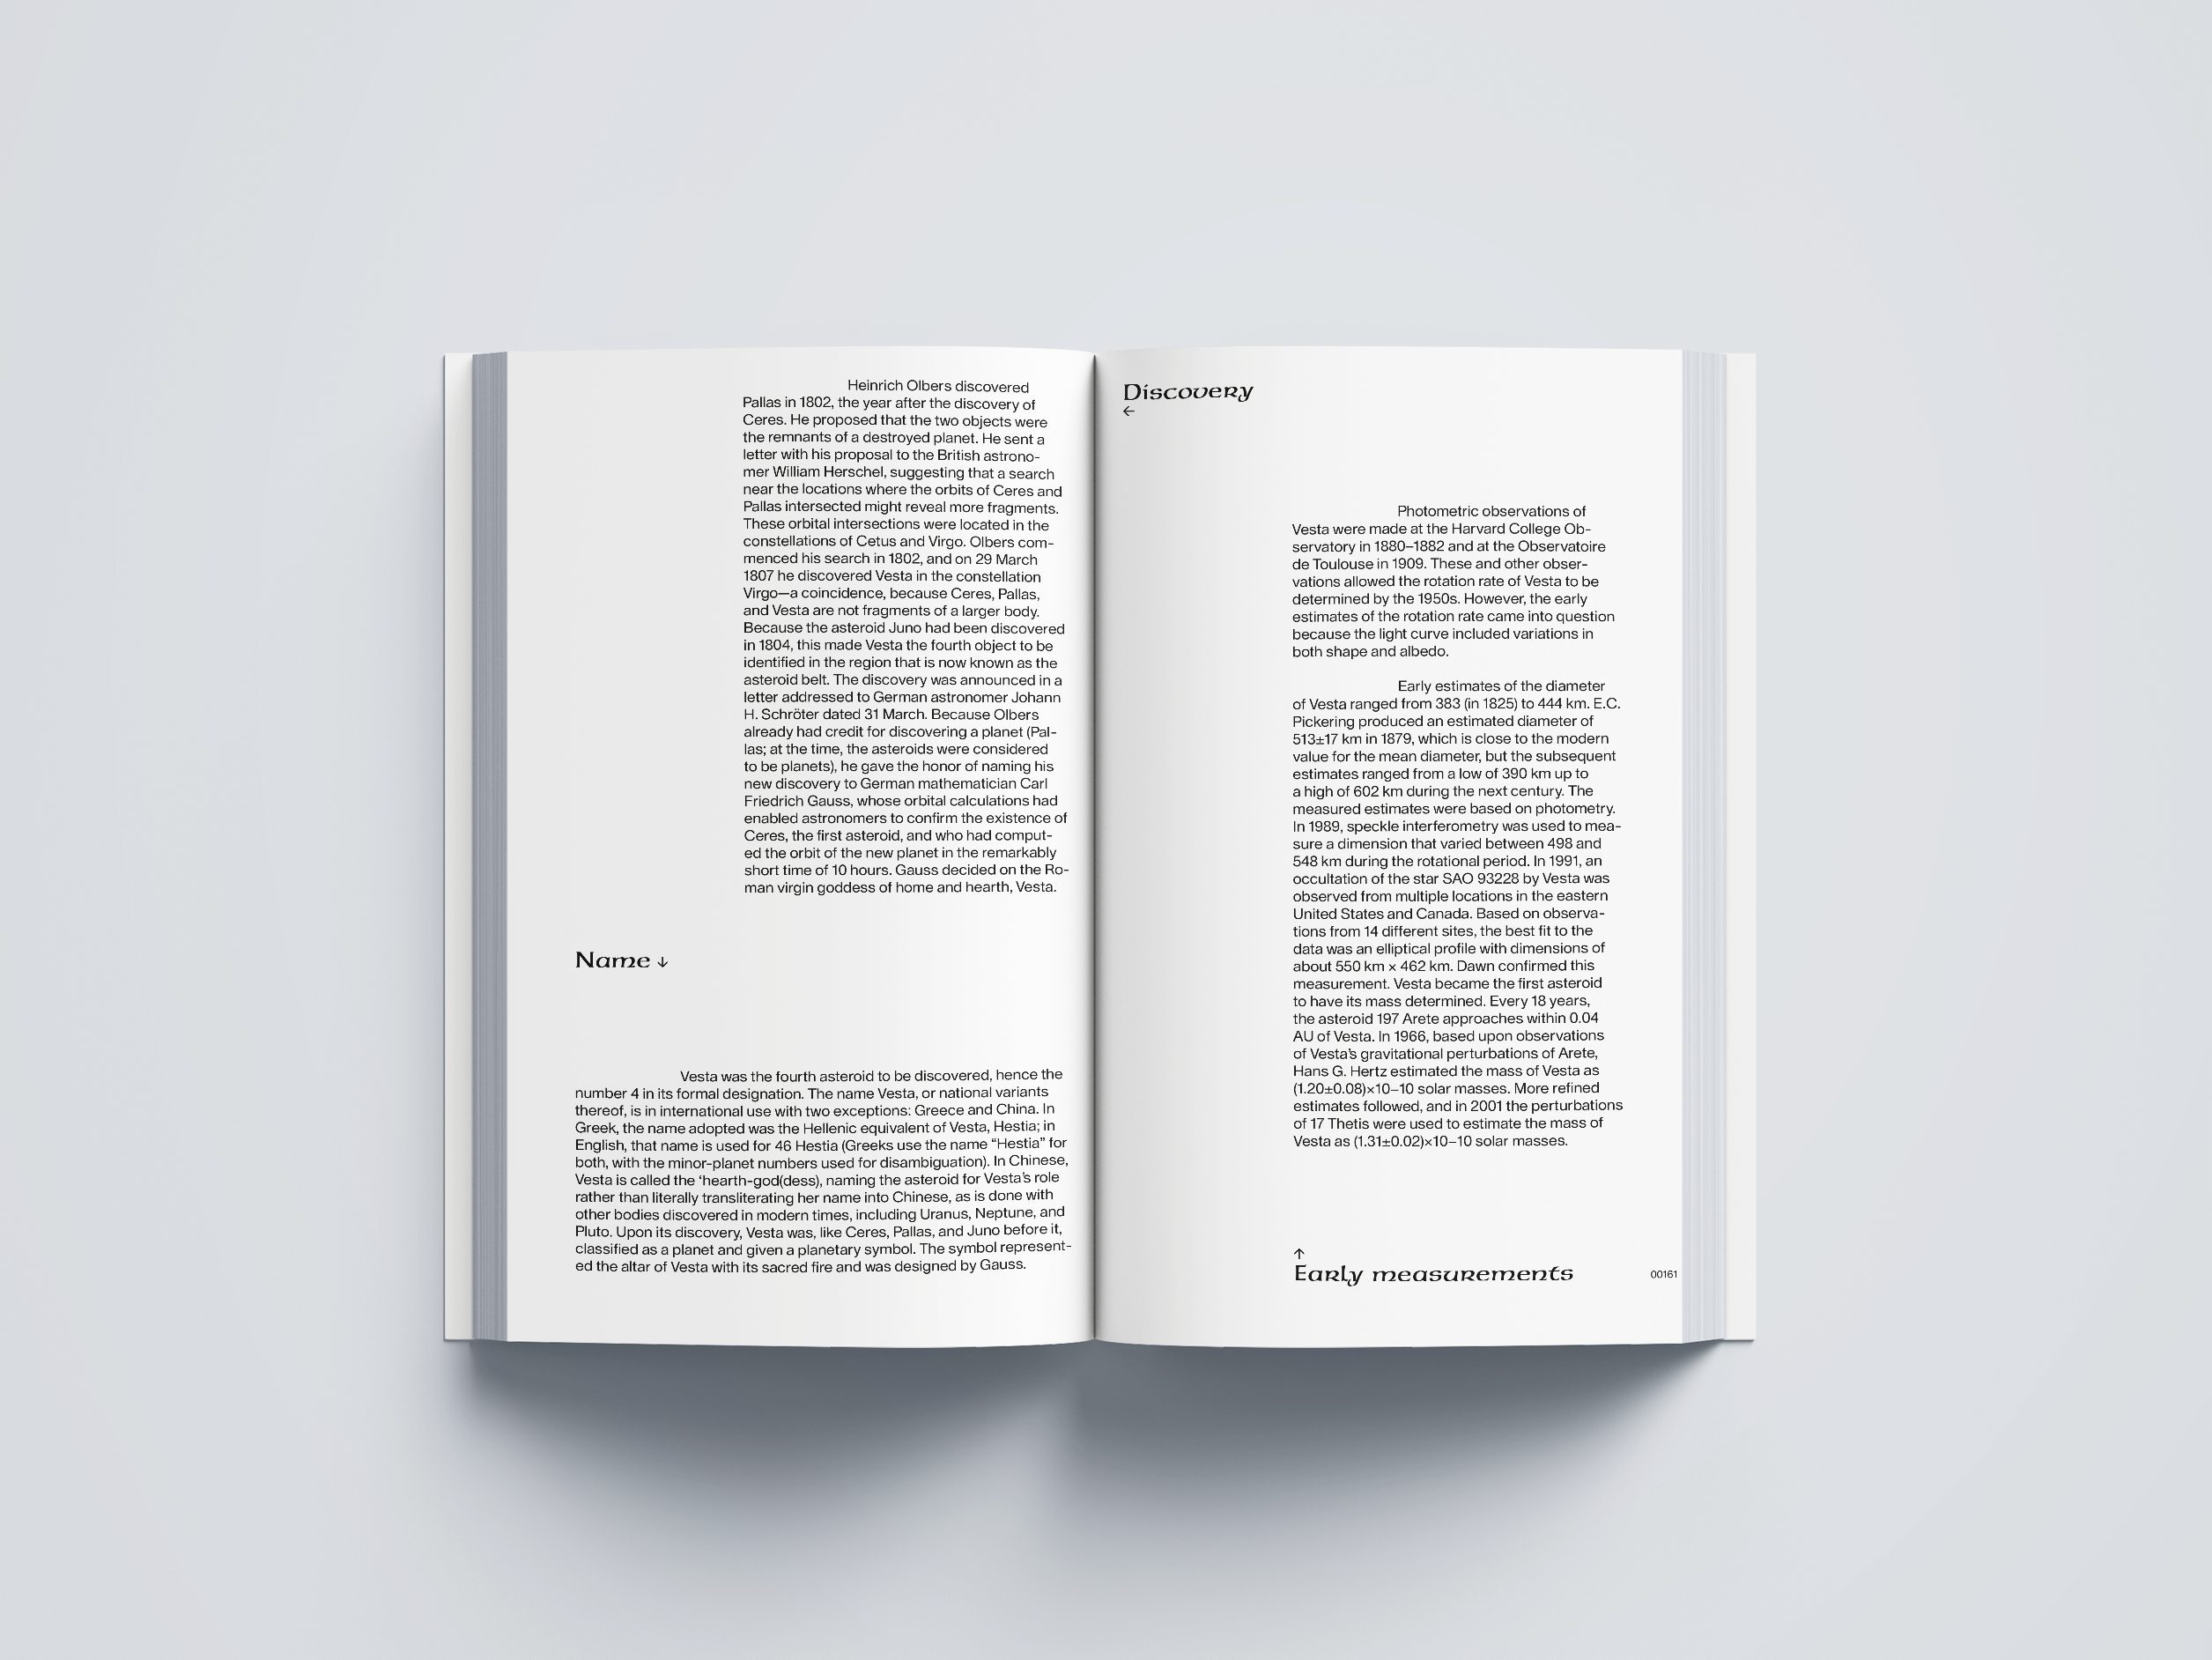 Heinrich Olbers discovered
Pallas in 1802, the year after the discovery of
Ceres. He proposed that the two objects were
the remnants of a destroyed planet. He sent a
letter with his proposal to the British astrono-
mer William Herschel, suggesting that a search
near the locations where the orbits of Ceres and
Pallas intersected might reveal more fragments.
These orbital intersections were located in the
constellations of Cetus and Virgo. Olbers com-
menced his search in 1802, and on 29 March
1807 he discovered Vesta in the constellation
Virgo—a coincidence, because Ceres, Pallas,
and Vesta are not fragments of a larger body.
Because the asteroid Juno had been discovered
in 1804, this made Vesta the fourth object to be
identified in the region that is now known as the
asteroid belt. The discovery was announced in a
letter addressed to German astronomer Johann
H. Schröter dated 31 March. Because Olbers
already had credit for discovering a planet (Pal-
las; at the time, the asteroids were considered
to be planets), he gave the honor of naming his
new discovery to German mathematician Carl
Friedrich Gauss, whose orbital calculations had
enabled astronomers to confirm the existence of
Ceres, the first asteroid, and who had comput-
ed the orbit of the new planet in the remarkably
short time of 10 hours. Gauss decided on the Ro-
man virgin goddess of home and hearth, Vesta.
Name ↓
Vesta was the fourth asteroid to be discovered, hence the
number 4 in its formal designation. The name Vesta, or national variants
thereof, is in international use with two exceptions: Greece and China. In
Greek, the name adopted was the Hellenic equivalent of Vesta, Hestia; in
English, that name is used for 46 Hestia (Greeks use the name “Hestia” for
both, with the minor-planet numbers used for disambiguation). In Chinese,
Vesta is called the ‘hearth-god(dess), naming the asteroid for Vesta’s role
rather than literally transliterating her name into Chinese, as is done with
other bodies discovered in modern times, including Uranus, Neptune, and
Pluto. Upon its discovery, Vesta was, like Ceres, Pallas, and Juno before it,
classified as a planet and given a planetary symbol. The symbol represent-
ed the altar of Vesta with its sacred fire and was designed by Gauss.
Discovery
←
Photometric observations of
Vesta were made at the Harvard College Ob-
servatory in 1880–1882 and at the Observatoire
de Toulouse in 1909. These and other obser-
vations allowed the rotation rate of Vesta to be
determined by the 1950s. However, the early
estimates of the rotation rate came into question
because the light curve included variations in
both shape and albedo.
Early estimates of the diameter
of Vesta ranged from 383 (in 1825) to 444 km. E.C.
Pickering produced an estimated diameter of
513±17 km in 1879, which is close to the modern
value for the mean diameter, but the subsequent
estimates ranged from a low of 390 km up to
a high of 602 km during the next century. The
measured estimates were based on photometry.
In 1989, speckle interferometry was used to mea-
sure a dimension that varied between 498 and
548 km during the rotational period. In 1991, an
occultation of the star SAO 93228 by Vesta was
observed from multiple locations in the eastern
United States and Canada. Based on observa-
tions from 14 different sites, the best fit to the
data was an elliptical profile with dimensions of
about 550 km × 462 km. Dawn confirmed this
measurement. Vesta became the first asteroid
to have its mass determined. Every 18 years,
the asteroid 197 Arete approaches within 0.04
AU of Vesta. In 1966, based upon observations
of Vesta’s gravitational perturbations of Arete,
Hans G. Hertz estimated the mass of Vesta as
(1.20±0.08)×10–10 solar masses. More refined
estimates followed, and in 2001 the perturbations
of 17 Thetis were used to estimate the mass of
Vesta as (1.31±0.02)×10–10 solar masses.
↑
Early measurements
00161